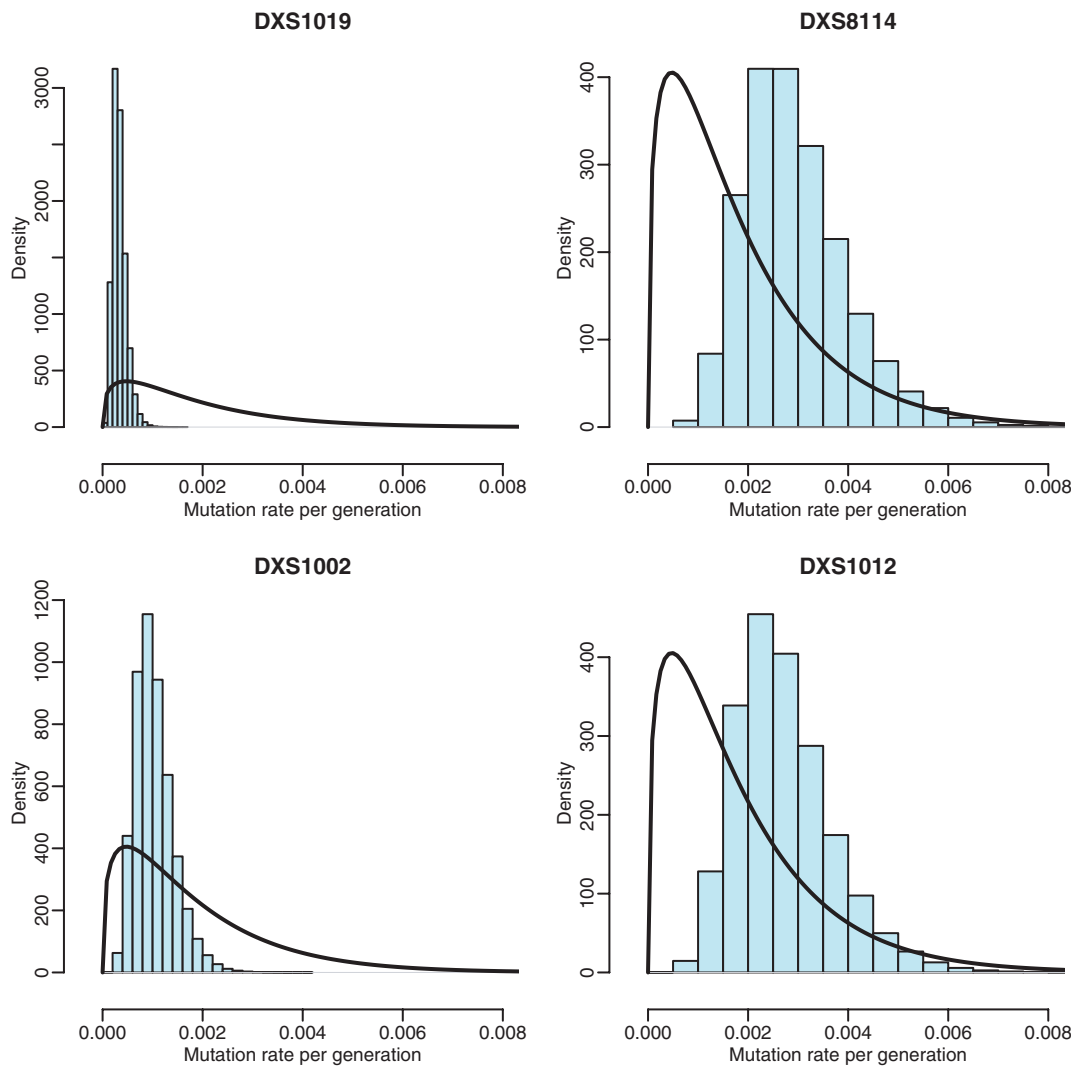 DXS1019
Density
3000
2000
1000
500
0
0.000 0.002 0.004 0.006 0.008
Mutation rate per generation
DXS8114
Density
400
300
200
100
0
0.000 0.002 0.004 0.006 0.008
Mutation rate per generation
DXS1002
Density
1200
1000
800
600
400
200
0
0.000 0.002 0.004 0.006 0.008
Mutation rate per generation
DXS1012
Density
400
300
200
100
0
0.000 0.002 0.004 0.006 0.008
Mutation rate per generation